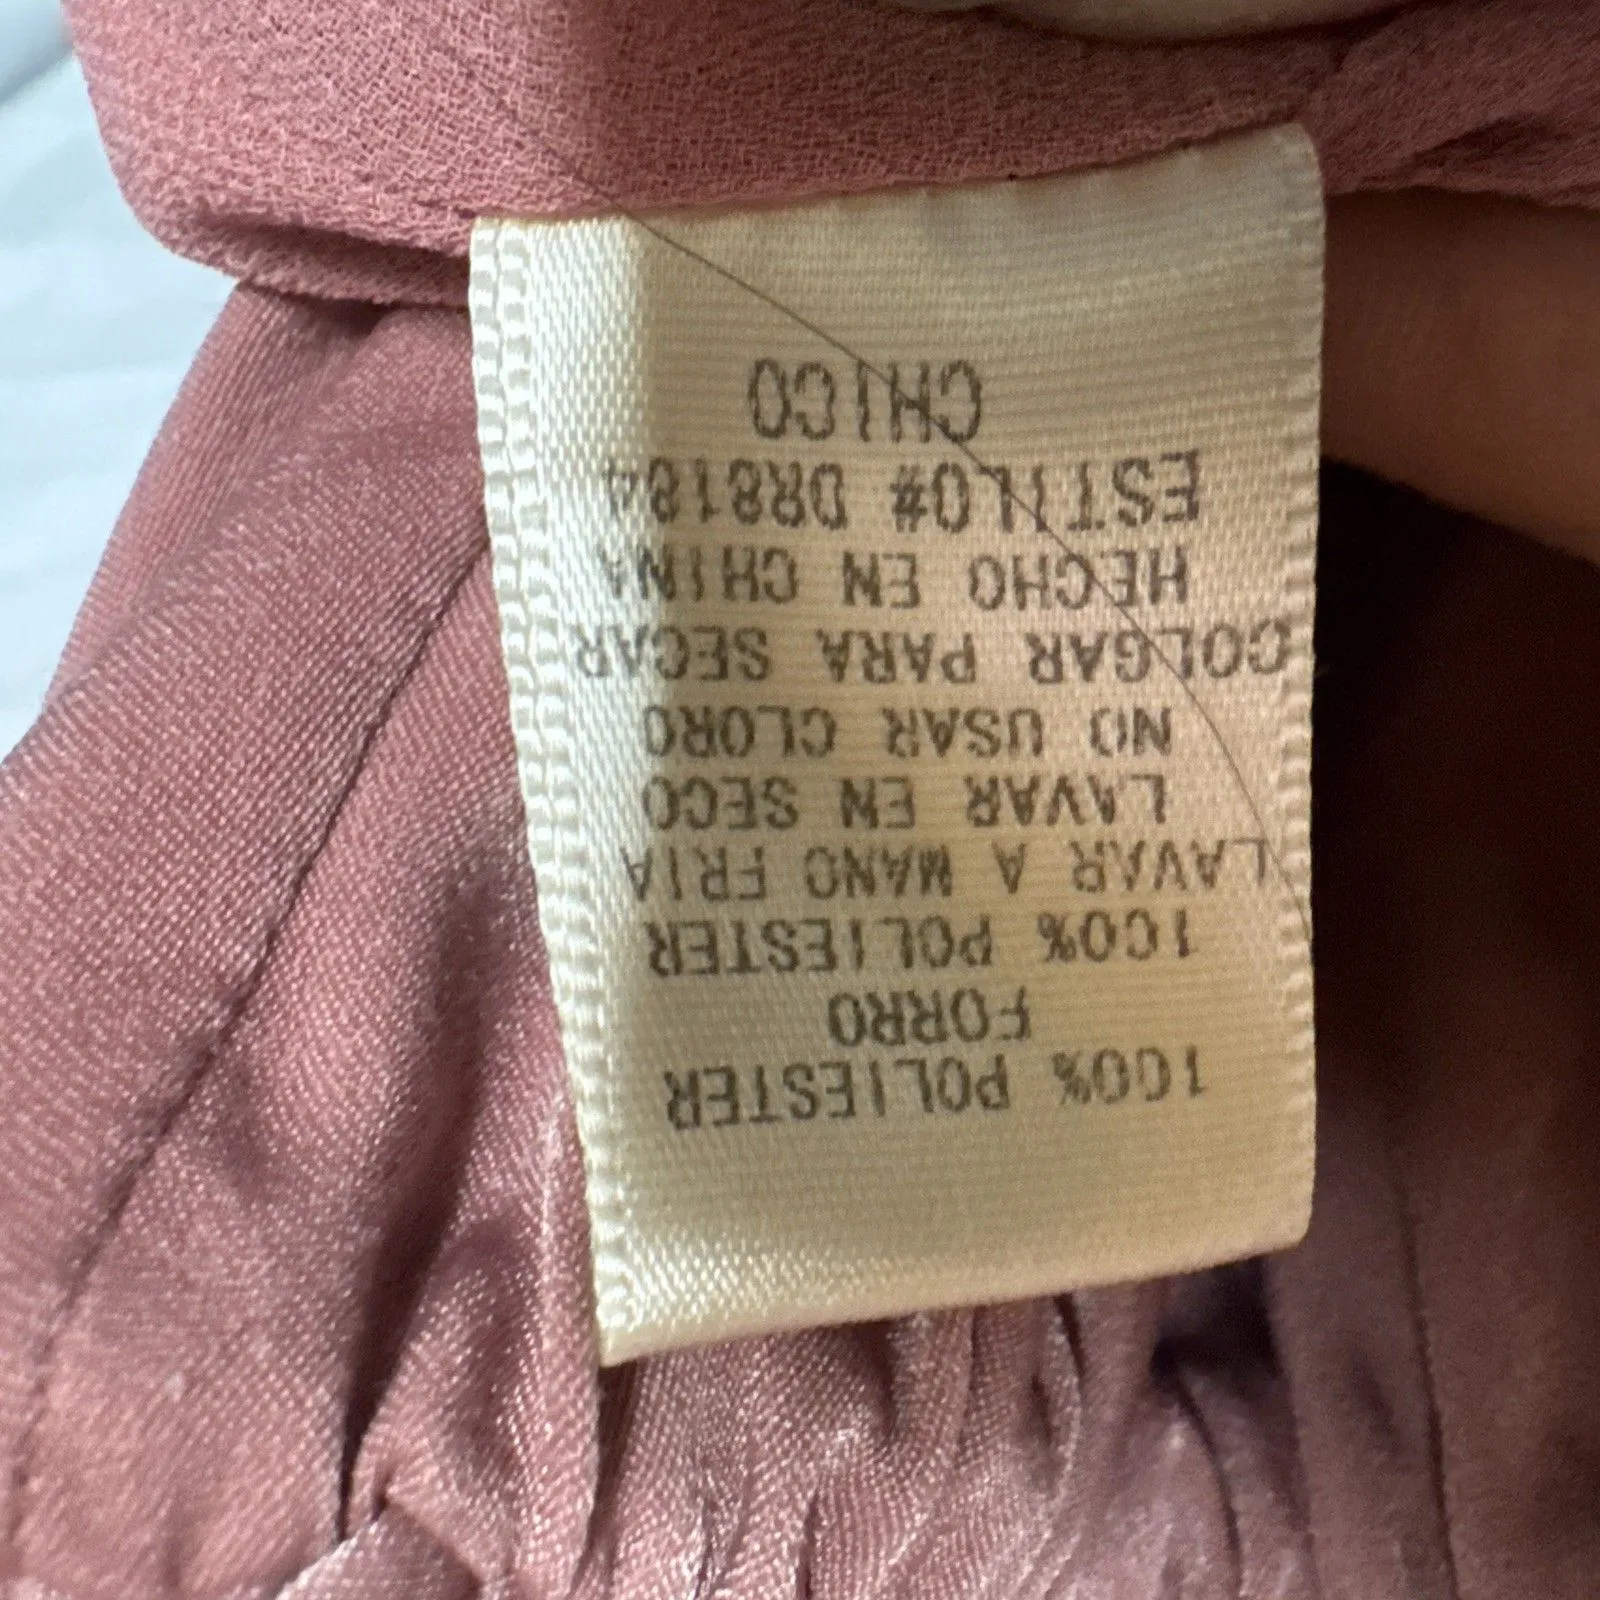 100% POLIESTER
FORRO
100% POLIESTER
LAVAR A MANO FRIA
LAVAR EN SECO
NO USAR CLORO
COLGAR PARA SECAR
HECHO EN CHINA
ESTILO# DR8184
CHICO